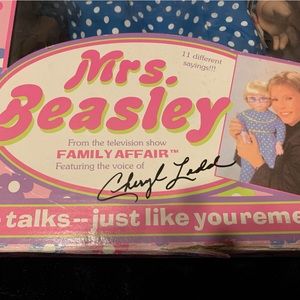 11 different
sayings!!!
Mrs.
Beasley
From the television show
FAMILY AFFAIR™
Featuring the voice of
Cheryl Ladd
talks--just like you reme